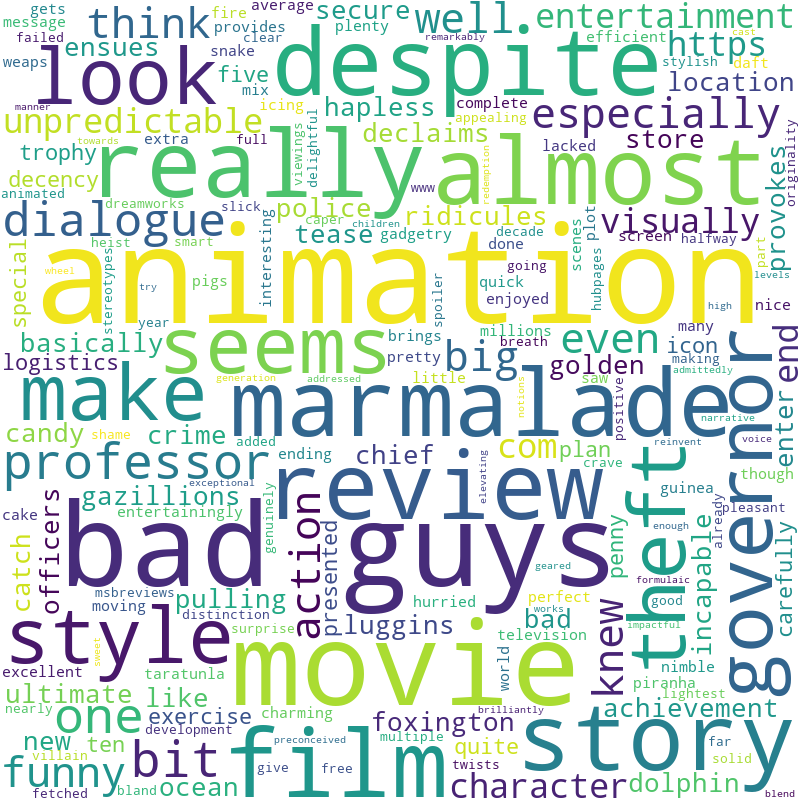 gets
message
failed
weaps
think
fire
average
icing
provides
clear
plenty
despite
remarkably
secure
well
entertainment
efficient
cast
stylish
daft
look
ensues
snake
five
mix
https
location
manner
unpredictable
towards
extra
full
hapless
complete
appealing
especially
trophy
decency
animated
really
viewings
delightful
declaims
almost
redemption
lacked
store
provokes
originality
dialogue
dreamworks
slick
police
caper
children
www
ridicules
decade
visually
special
stereotypes
heist
smart
interesting
tease
gadgetry
done
scenes
hubpages
plot
screen
halfway
part
wheel
try
pigs
animation
going
quick
enjoyed
levels
high
nice
year
basically
seems
spoiler
brings
millions
even
many
icon
end
logistics
pretty
breath
big
golden
making
admittedly
generation
addressed
little
notions
saw
positive
make
marmalade
narrative
enter
governor
candy
shame
crime
added
chief
com
plan
reinvent
voice
professor
ending
elevating
crave
theft
though
exceptional
review
gazillions
genuinely
guinea
already
pleasant
cake
officers
entertainingly
action
presented
bad
guys
enough
carefully
catch
msbreviews
moving
pulling
distinction
hurried
geared
perfect
penny
formulaic
incapable
good
style
surprise
pluggins
works
bad
television
knew
impactful
nimble
excellent
sweet
taratunla
movie
world
piranha
lightest
ultimate
like
nearly
one
exercise
charming
brilliantly
foxington
achievement
new
ten
development
preconceived
multiple
quite
twists
story
far
solid
funny
villain
bit
film
fetched
bland
ocean
give
free
character
dolphin
blend